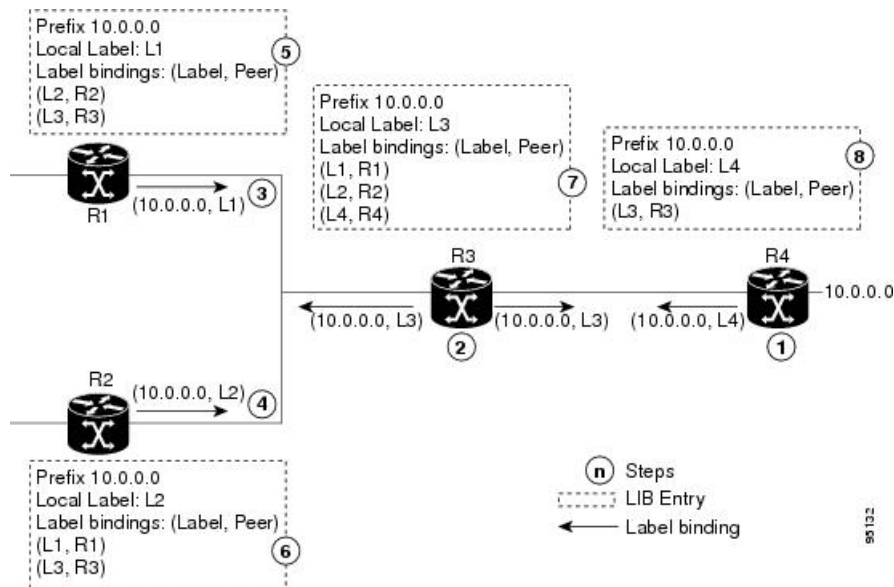 Prefix 10.0.0.0
Local Label: L1
Label bindings: (Label, Peer)
(L2, R2)
(L3, R3)
5
R1
(10.0.0.0, L1)
3
Prefix 10.0.0.0
Local Label: L3
Label bindings: (Label, Peer)
(L1, R1)
(L2, R2)
(L4, R4)
7
Prefix 10.0.0.0
Local Label: L4
Label bindings: (Label, Peer)
(L3, R3)
8
R3
R4
10.0.0.0
(10.0.0.0, L3)
(10.0.0.0, L3)
(10.0.0.0, L4)
2
1
R2
(10.0.0.0, L2)
4
Prefix 10.0.0.0
Local Label: L2
Label bindings: (Label, Peer)
(L1, R1)
(L3, R3)
6
n Steps
LIB Entry
Label binding
95132